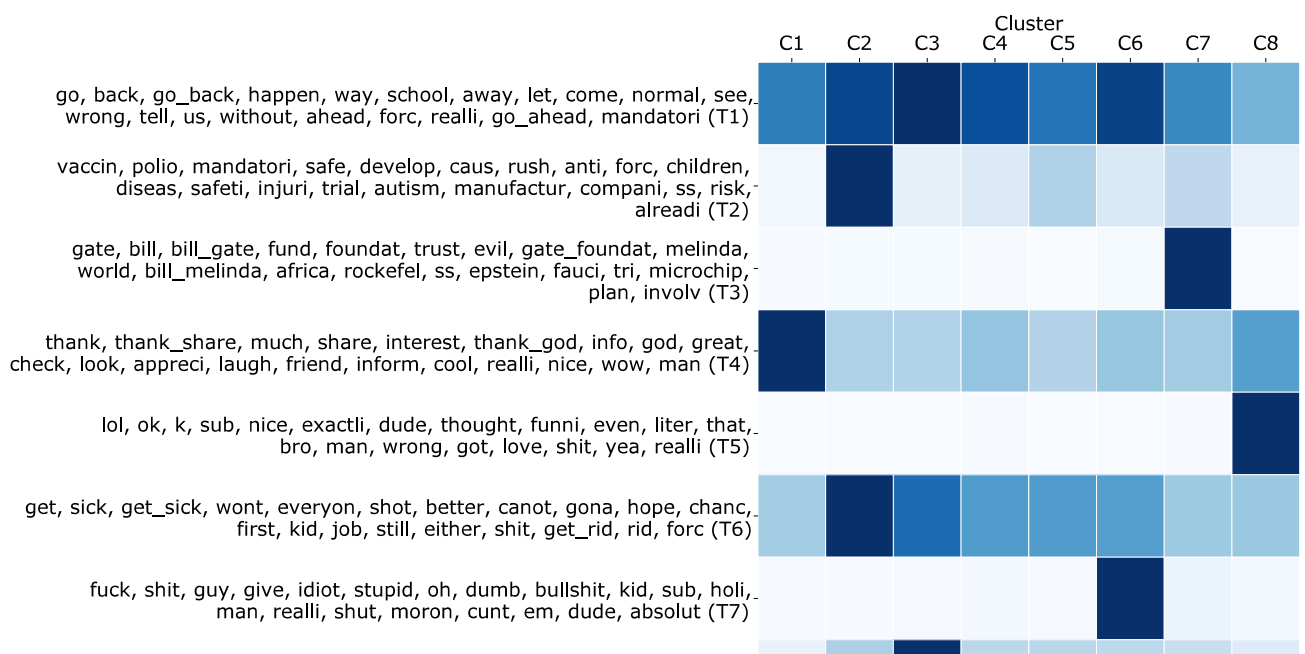 Cluster
C1 C2 C3 C4 C5 C6 C7 C8
go, back, go_back, happen, way, school, away, let, come, normal, see,
wrong, tell, us, without, ahead, forc, realli, go_ahead, mandatori (T1)
vaccin, polio, mandatori, safe, develop, caus, rush, anti, forc, children,
diseas, safeti, injuri, trial, autism, manufactur, compani, ss, risk,
alreadi (T2)
gate, bill, bill_gate, fund, foundat, trust, evil, gate_foundat, melinda,
world, bill_melinda, africa, rockefel, ss, epstein, fauci, tri, microchip,
plan, involv (T3)
thank, thank_share, much, share, interest, thank_god, info, god, great,
check, look, appreci, laugh, friend, inform, cool, realli, nice, wow, man (T4)
lol, ok, k, sub, nice, exactli, dude, thought, funni, even, liter, that,
bro, man, wrong, got, love, shit, yea, realli (T5)
get, sick, get_sick, wont, everyon, shot, better, canot, gona, hope, chanc,
first, kid, job, still, either, shit, get_rid, rid, forc (T6)
fuck, shit, guy, give, idiot, stupid, oh, dumb, bullshit, kid, sub, holi,
man, realli, shut, moron, cunt, em, dude, absolut (T7)